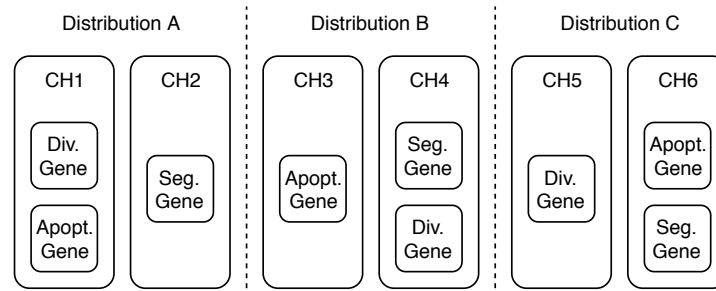 Distribution A
Distribution B
Distribution C
CH1
CH2
CH3
CH4
CH5
CH6
Div.
Gene
Apopt.
Gene
Seg.
Gene
Apopt.
Gene
Seg.
Gene
Div.
Gene
Div.
Gene
Apopt.
Gene
Seg.
Gene